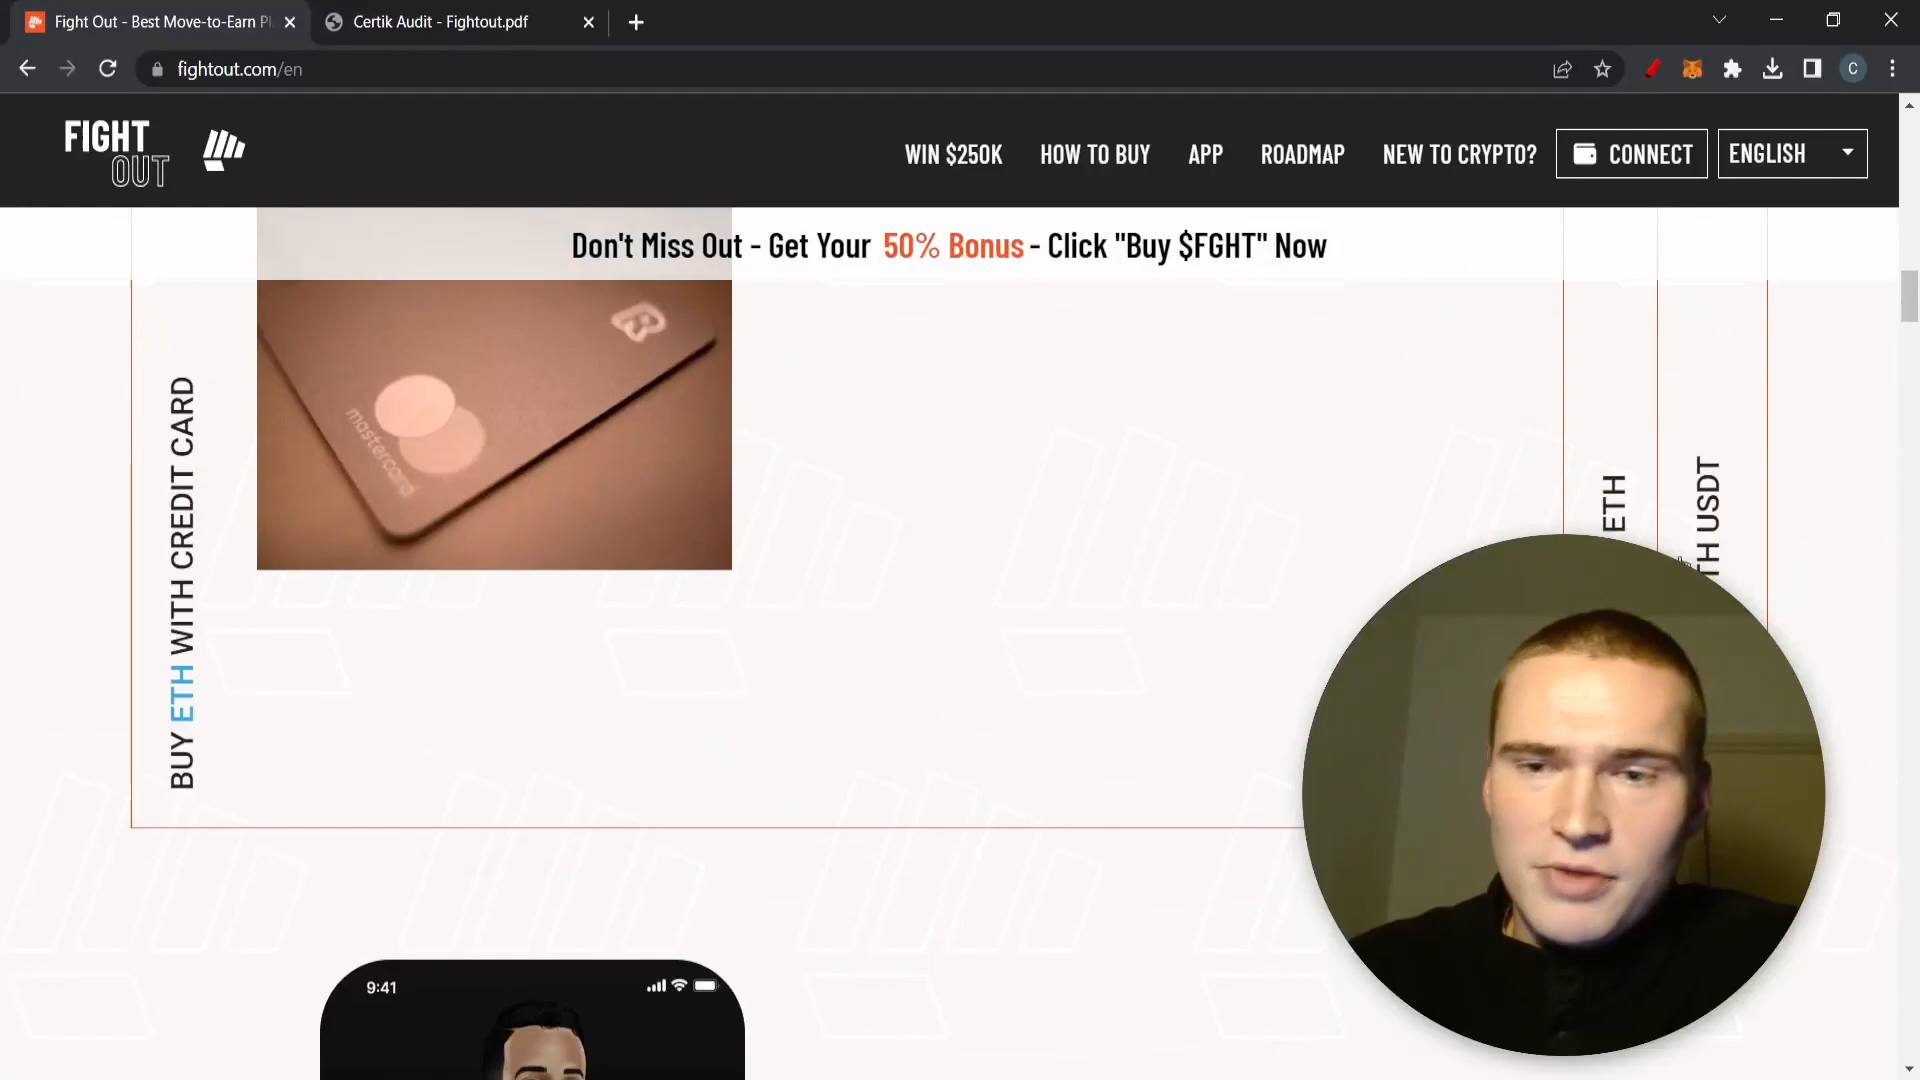 Fight Out - Best Move-to-Earn Pl
Certik Audit - Fightout.pdf
fightout.com/en
C
FIGHT
OUT
WIN $250K
HOW TO BUY
APP
ROADMAP
NEW TO CRYPTO?
CONNECT
ENGLISH
Don't Miss Out - Get Your 50% Bonus - Click "Buy $FGHT" Now
mastercard
BUY ETH WITH CREDIT CARD
ETH
TH USDT
9:41